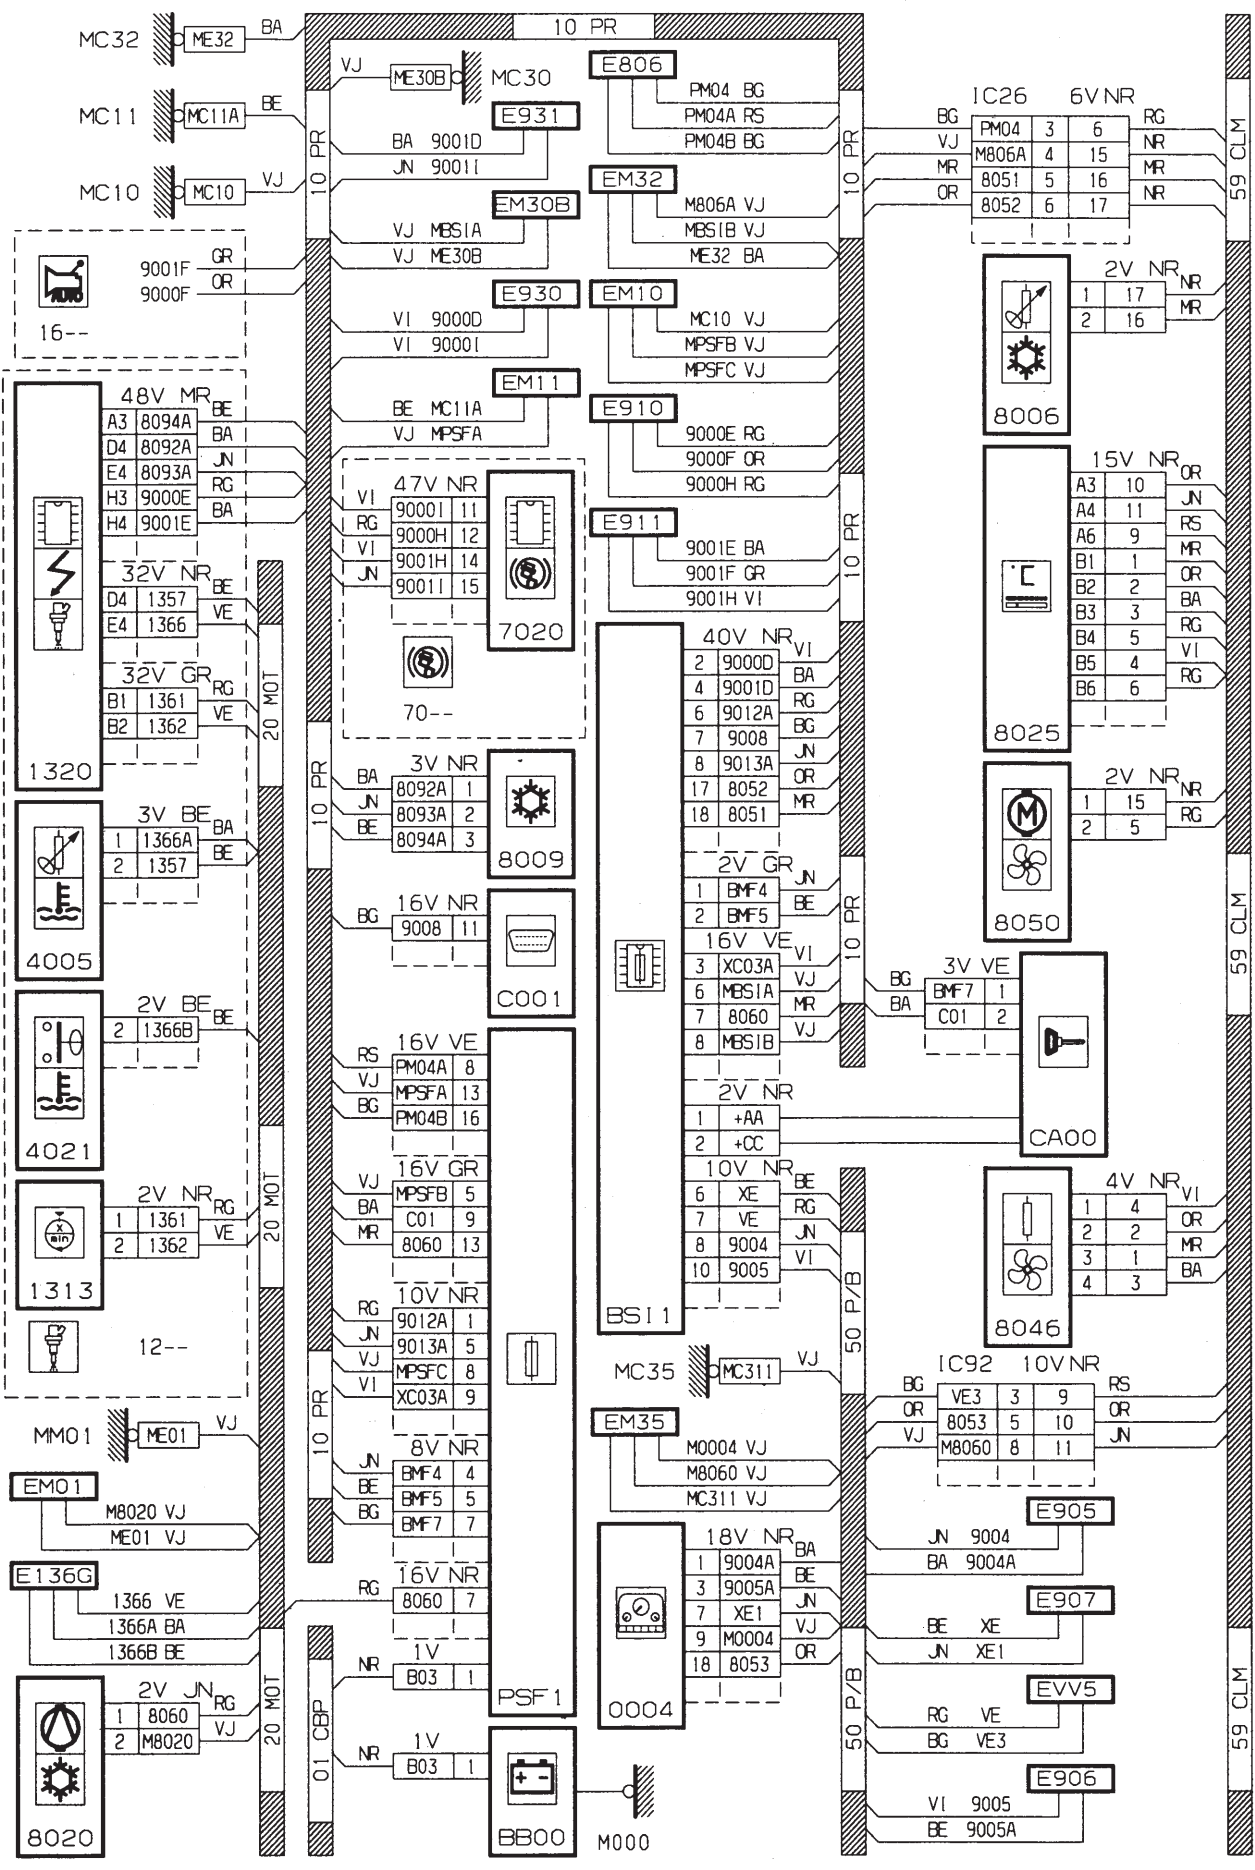 10 PR
MC32 ME32 BA
MC11 MC11A BE
MC10 MC10 VJ
9001F GR
9000F OR
AUTO
16--
48V MR
A3 8094A BE
D4 8092A BA
E4 8093A JN
H3 9000E RG
H4 9001E BA
32V NR
D4 1357 BE
E4 1366 VE
32V GR
B1 1361 RG
B2 1362 VE
1320
3V BE
1 1366A BA
2 1357 BE
4005
2V BE
2 1366B BE
4021
2V NR
1 1361 RG
2 1362 VE
x
min
1313
12--
MM01 ME01 VJ
EM01
M8020 VJ
ME01 VJ
E136G
1366 VE
1366A BA
1366B BE
2V JN
1 8060 RG
2 M8020 VJ
8020
20 MOT
20 MOT
20 MOT
10 PR
10 PR
10 PR
01 CBP
VJ ME30B MC30
E931
BA 9001D
JN 9001I
EM30B
VJ MBSIA
VJ ME30B
E930
VI 9000D
VI 9000I
EM11
BE MC11A
VJ MPSFA
47V NR
VI 9000I 11
RG 9000H 12
VI 9001H 14
JN 9001I 15
7020
70--
3V NR
BA 8092A 1
JN 8093A 2
BE 8094A 3
8009
16V NR
BG 9008 11
C001
16V VE
RS PM04A 8
VJ MPSFA 13
BG PM04B 16
16V GR
VJ MPSFB 5
BA C01 9
MR 8060 13
10V NR
RG 9012A 1
JN 9013A 5
VJ MPSFC 8
VI XC03A 9
8V NR
JN BMF4 4
BE BMF5 5
BG BMF7 7
16V NR
RG 8060 7
1V
NR B03 1
PSF1
1V
NR B03 1
+ -
BB00
M000
E806
PM04 BG
PM04A RS
PM04B BG
EM32
M806A VJ
MBSIB VJ
ME32 BA
EM10
MC10 VJ
MPSFB VJ
MPSFC VJ
E910
9000E RG
9000F OR
9000H RG
E911
9001E BA
9001F GR
9001H VI
40V NR
2 9000D VI
4 9001D BA
6 9012A RG
7 9008 BG
8 9013A JN
17 8052 OR
18 8051 MR
2V GR
1 BMF4 JN
2 BMF5 BE
16V VE
3 XC03A VI
6 MBSIA VJ
7 8060 MR
8 MBSIB VJ
2V NR
1 +AA
2 +CC
10V NR
6 XE BE
7 VE RG
8 9004 JN
10 9005 VI
BSI1
MC35 MC311 VJ
EM35
M0004 VJ
M8060 VJ
MC311 VJ
18V NR
1 9004A BA
3 9005A BE
7 XE1 JN
9 M0004 VJ
18 8053 OR
0004
10 PR
10 PR
10 PR
50 P/B
50 P/B
IC26 6V NR
BG PM04 3 6 RG
VJ M806A 4 15 NR
MR 8051 5 16 MR
OR 8052 6 17 NR
2V NR
1 17 NR
2 16 MR
8006
15V NR
A3 10 OR
A4 11 JN
A6 9 RS
B1 1 MR
B2 2 OR
B3 3 BA
B4 5 RG
B5 4 VI
B6 6 RG
°C
8025
2V NR
1 15 NR
2 5 RG
M
8050
3V VE
BG BMF7 1
BA C01 2
CA00
4V NR
1 4 VI
2 2 OR
3 1 MR
4 3 BA
8046
IC92 10V NR
BG VE3 3 9 RS
OR 8053 5 10 OR
VJ M8060 8 11 JN
E905
JN 9004
BA 9004A
E907
BE XE
JN XE1
EVV5
RG VE
BG VE3
E906
VI 9005
BE 9005A
59 CLM
59 CLM
59 CLM